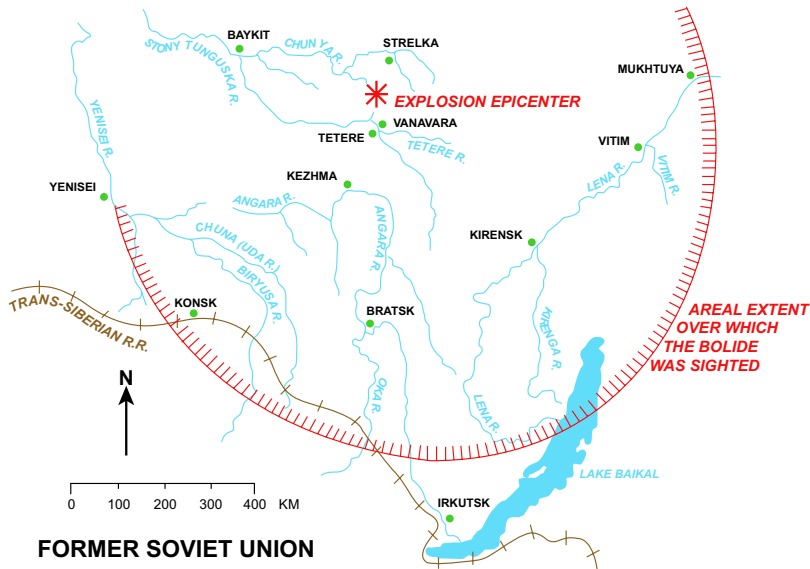 BAYKIT
STRELKA
CHUN YA R.
STONY TUNGUSKA R.
MUKHTUYA
EXPLOSION EPICENTER
YENISEI R.
VANAVARA
TETERE
TETERE R.
VITIM
KEZHMA
LENA R.
VITIM R.
YENISEI
ANGARA R.
CHUNA (UDA R.)
ANGARA R.
KIRENSK
BIRYUSA R.
KONSK
BRATSK
KIRENGA R.
TRANS-SIBERIAN R.R.
AREAL EXTENT
OVER WHICH
THE BOLIDE
WAS SIGHTED
N
OKA R.
LENA R.
LAKE BAIKAL
0 100 200 300 400 KM
IRKUTSK
FORMER SOVIET UNION